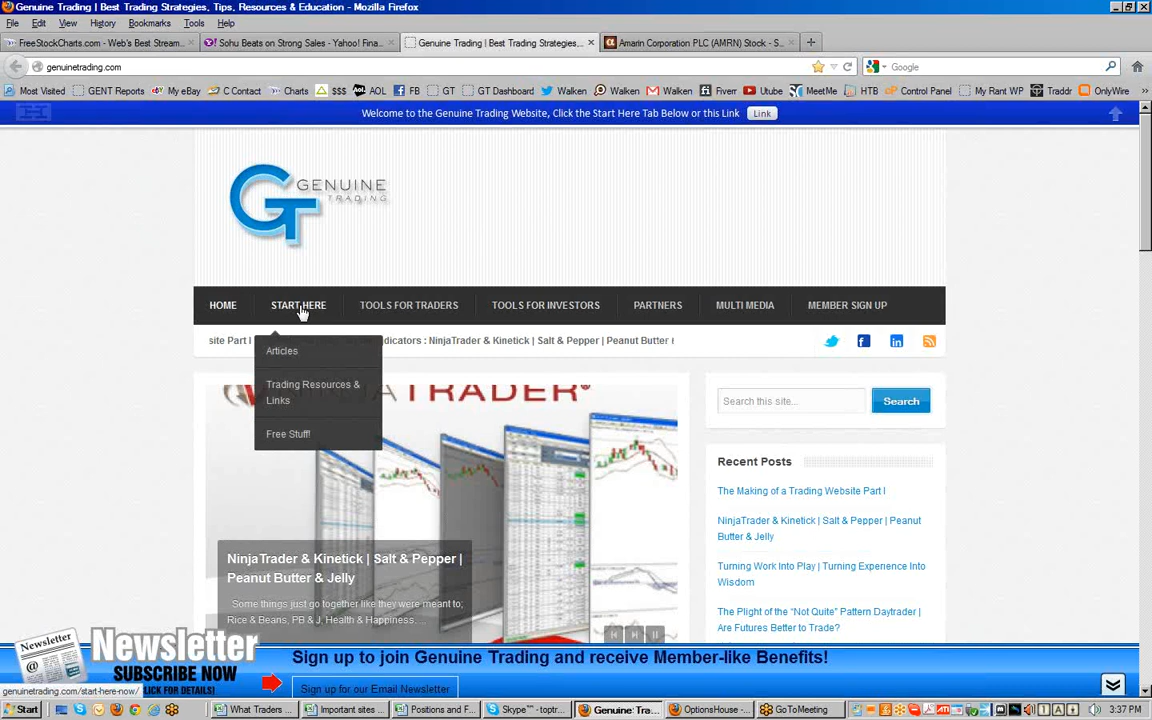 Genuine Trading | Best Trading Strategies, Tips, Resources & Education - Mozilla Firefox
File Edit View History Bookmarks Tools Help
FreeStockCharts.com - Web's Best Stream... Sohu Beats on Strong Sales - Yahoo! Fina... Genuine Trading | Best Trading Strategies,... Amarin Corporation PLC (AMRN) Stock - S...
genuinetrading.com Google
Most Visited GENT Reports My eBay C Contact Charts $$$ AOL FB GT GT Dashboard Walken Walken Walken Fiverr Utube MeetMe HTB Control Panel My Rant WP Traddr OnlyWire
Welcome to the Genuine Trading Website, Click the Start Here Tab Below or this Link Link
GT GENUINE
TRADING
HOME START HERE TOOLS FOR TRADERS TOOLS FOR INVESTORS PARTNERS MULTI MEDIA MEMBER SIGN UP
site Part I dicators : NinjaTrader & Kinetick | Salt & Pepper | Peanut Butter
Articles
Trading Resources &
Links
Free Stuff!
NINJATRADER®
Search this site... Search
Recent Posts
The Making of a Trading Website Part I
NinjaTrader & Kinetick | Salt & Pepper | Peanut
Butter & Jelly
Turning Work Into Play | Turning Experience Into
Wisdom
The Plight of the “Not Quite” Pattern Daytrader |
Are Futures Better to Trade?
NinjaTrader & Kinetick | Salt & Pepper |
Peanut Butter & Jelly
Some things just go together like they were meant to;
Rice & Beans, PB & J, Health & Happiness...
Newsletter
SUBSCRIBE NOW
CLICK FOR DETAILS!
Sign up to join Genuine Trading and receive Member-like Benefits!
Sign up for our Email Newsletter
genuinetrading.com/start-here-now/
Start What Traders ... Important sites ... Positions and F... Skype™ - toptr... Genuine: Tra... OptionsHouse -... GoToMeeting 3:37 PM